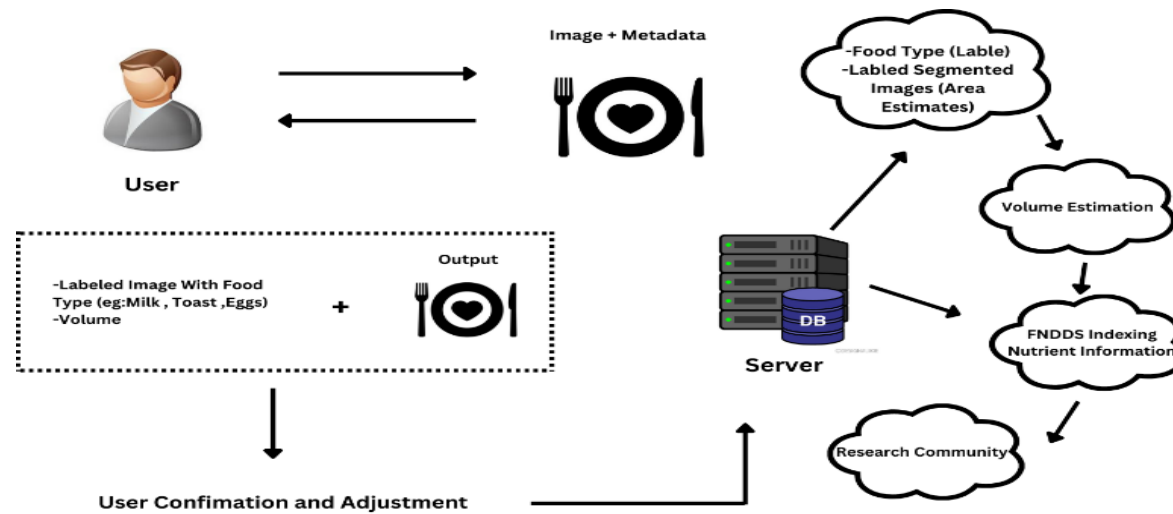 Image + Metadata
-Food Type (Lable)
-Labled Segmented
Images (Area
Estimates)
User
Volume Estimation
-Labeled Image With Food
Type (eg:Milk , Toast ,Eggs)
-Volume
+
Output
DB
Server
FNDDS Indexing
Nutrient Information
Research Community
User Confimation and Adjustment